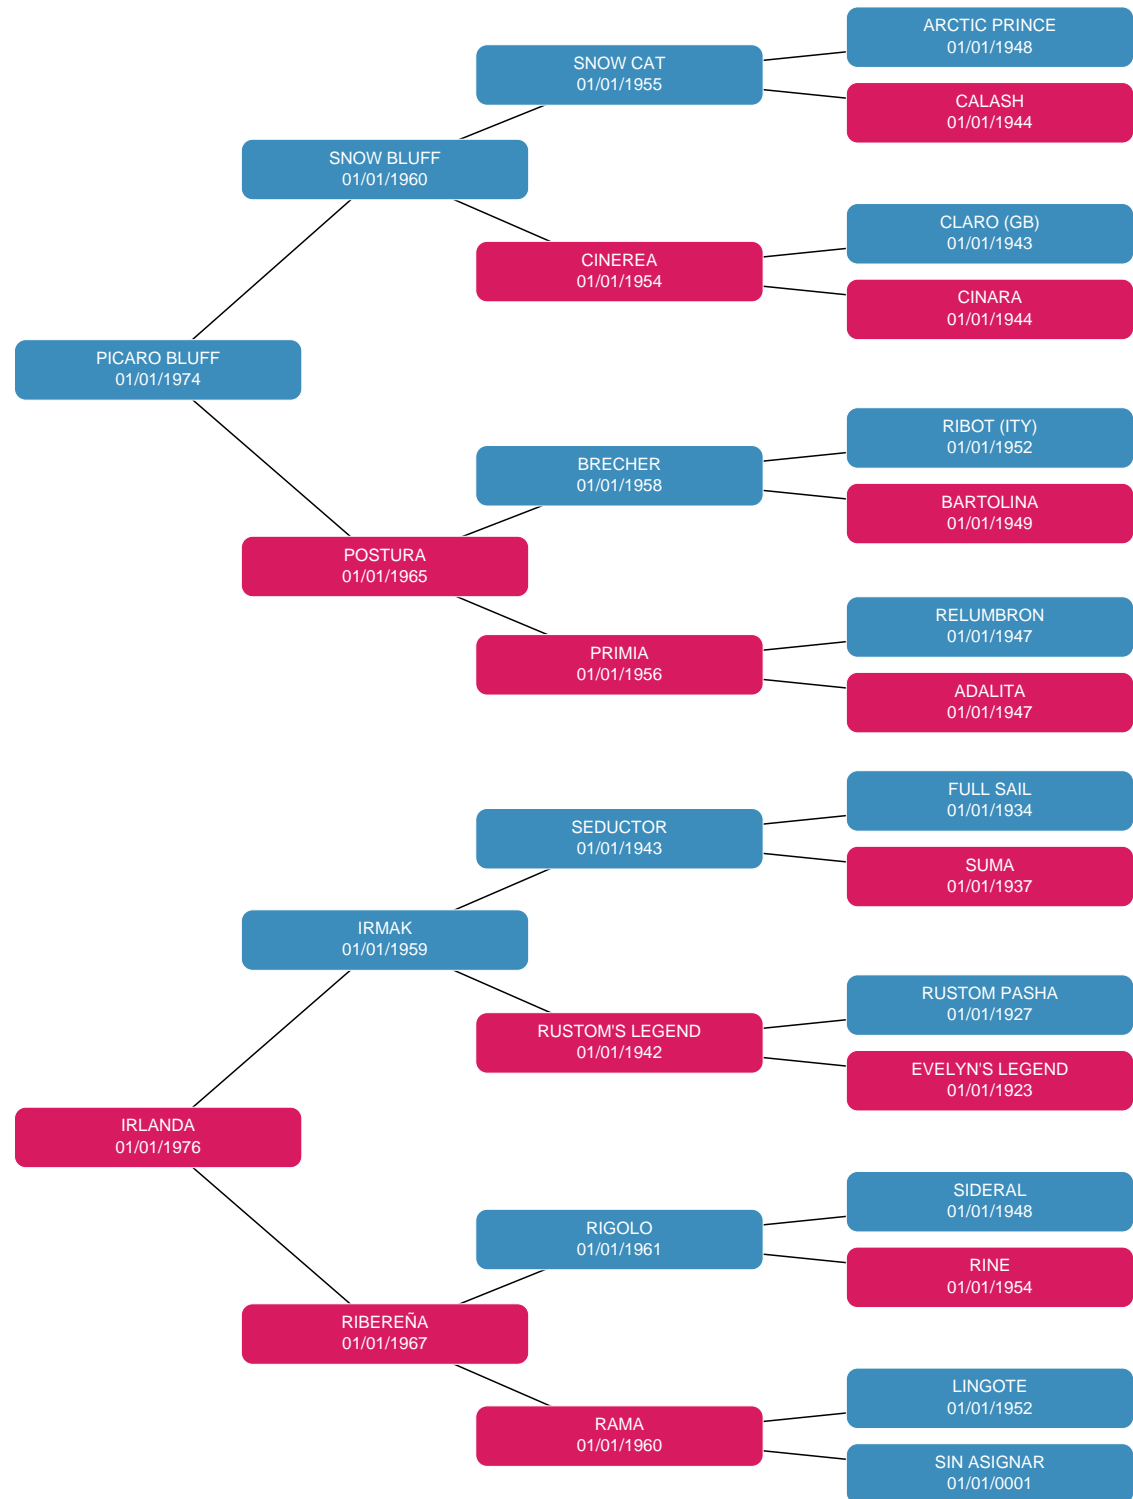 ARCTIC PRINCE
01/01/1948
SNOW CAT
01/01/1955
CALASH
01/01/1944
SNOW BLUFF
01/01/1960
CLARO (GB)
01/01/1943
CINEREA
01/01/1954
CINARA
01/01/1944
PICARO BLUFF
01/01/1974
RIBOT (ITY)
01/01/1952
BRECHER
01/01/1958
BARTOLINA
01/01/1949
POSTURA
01/01/1965
RELUMBRON
01/01/1947
PRIMIA
01/01/1956
ADALITA
01/01/1947
FULL SAIL
01/01/1934
SEDUCTOR
01/01/1943
SUMA
01/01/1937
IRMAK
01/01/1959
RUSTOM PASHA
01/01/1927
RUSTOM'S LEGEND
01/01/1942
EVELYN'S LEGEND
01/01/1923
IRLANDA
01/01/1976
SIDERAL
01/01/1948
RIGOLO
01/01/1961
RINE
01/01/1954
RIBEREÑA
01/01/1967
LINGOTE
01/01/1952
RAMA
01/01/1960
SIN ASIGNAR
01/01/0001